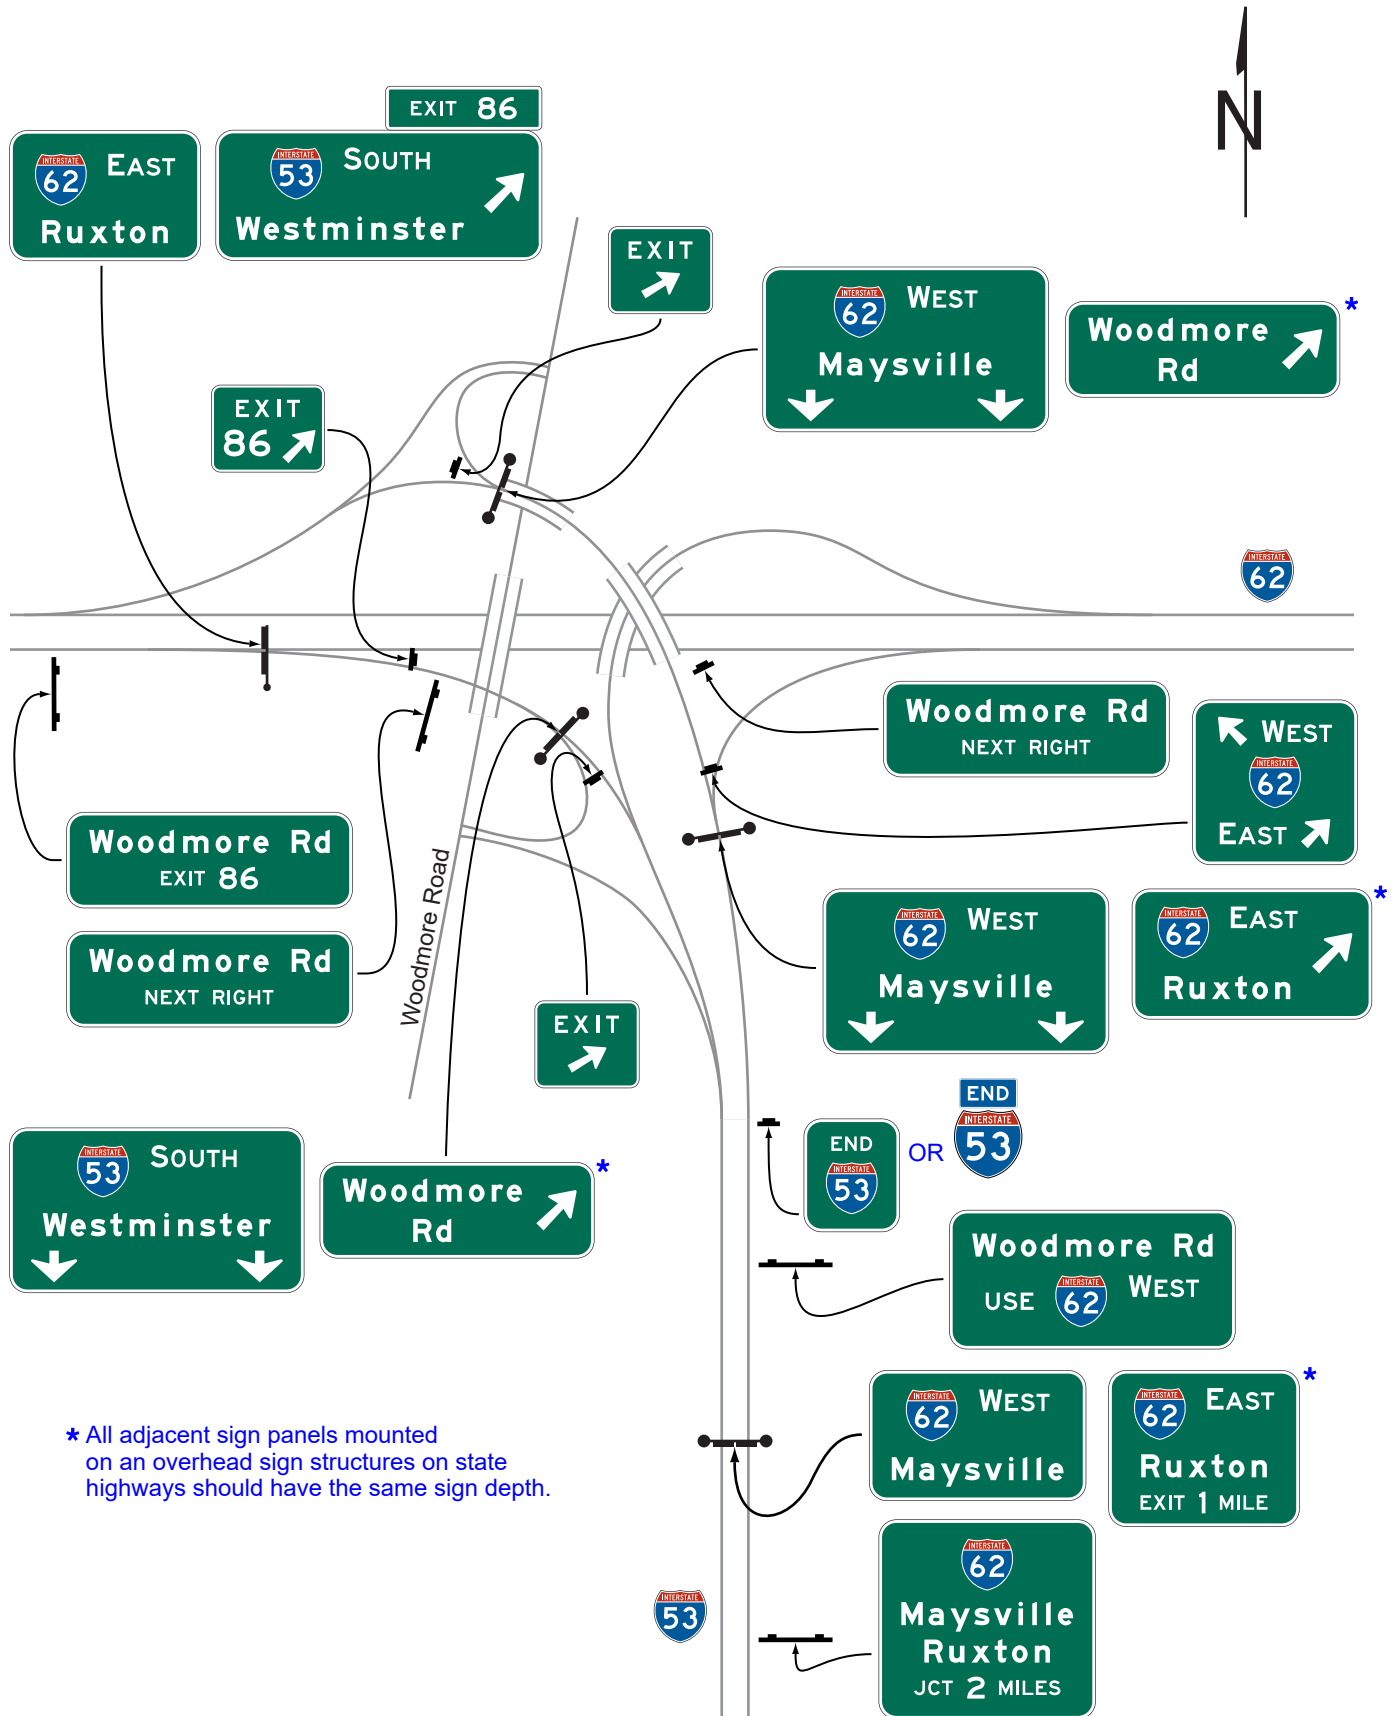 N
EXIT 86
INTERSTATE
62
EAST
Ruxton
INTERSTATE
53
SOUTH
Westminster
EXIT
INTERSTATE
62
WEST
Maysville
Woodmore
Rd
*
EXIT
86
INTERSTATE
62
Woodmore Rd
NEXT RIGHT
WEST
INTERSTATE
62
EAST
Woodmore Rd
EXIT 86
Woodmore Rd
NEXT RIGHT
Woodmore Road
INTERSTATE
62
WEST
Maysville
INTERSTATE
62
EAST
Ruxton
*
EXIT
INTERSTATE
53
SOUTH
Westminster
Woodmore
Rd
*
END
INTERSTATE
53
OR
END
INTERSTATE
53
Woodmore Rd
USE
INTERSTATE
62
WEST
INTERSTATE
62
WEST
Maysville
INTERSTATE
62
EAST
Ruxton
EXIT 1 MILE
*
* All adjacent sign panels mounted
on an overhead sign structures on state
highways should have the same sign depth.
INTERSTATE
53
INTERSTATE
62
Maysville
Ruxton
JCT 2 MILES